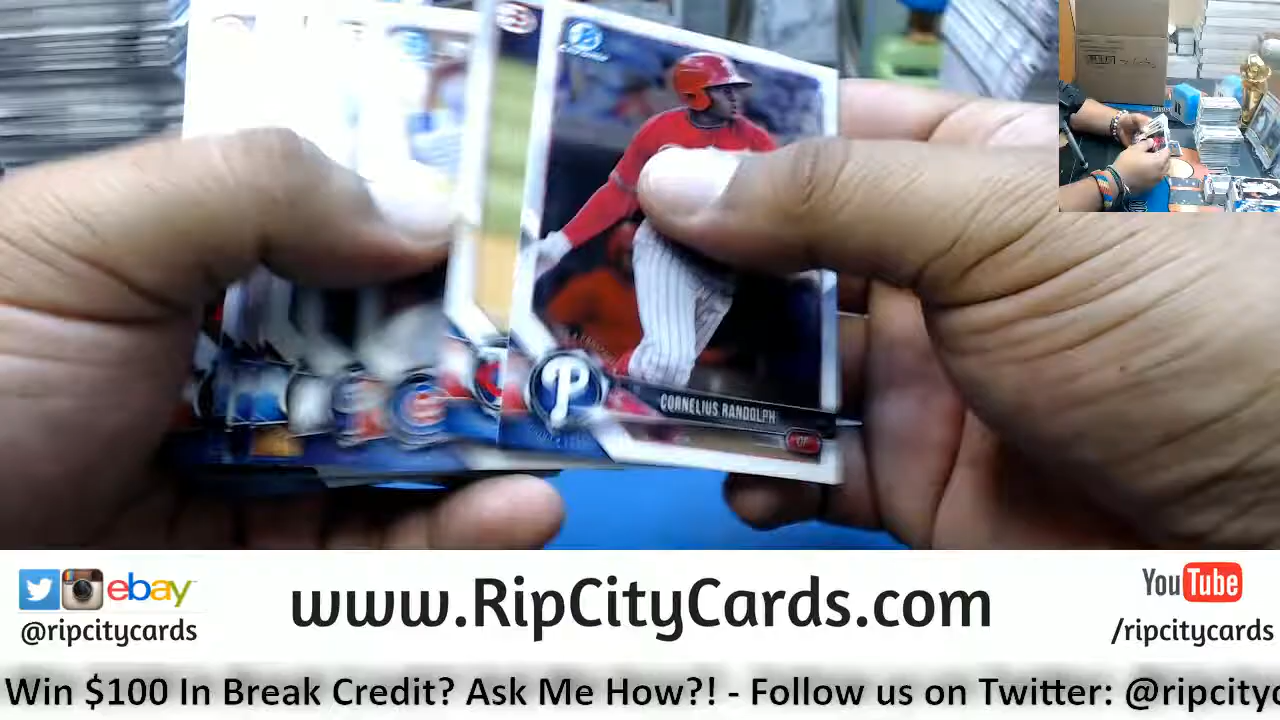 CORNELIUS RANDOLPH
OF
ebay
@ripcitycards
www.RipCityCards.com
YouTube
/ripcitycards
Win $100 In Break Credit? Ask Me How?! - Follow us on Twitter: @ripcityc